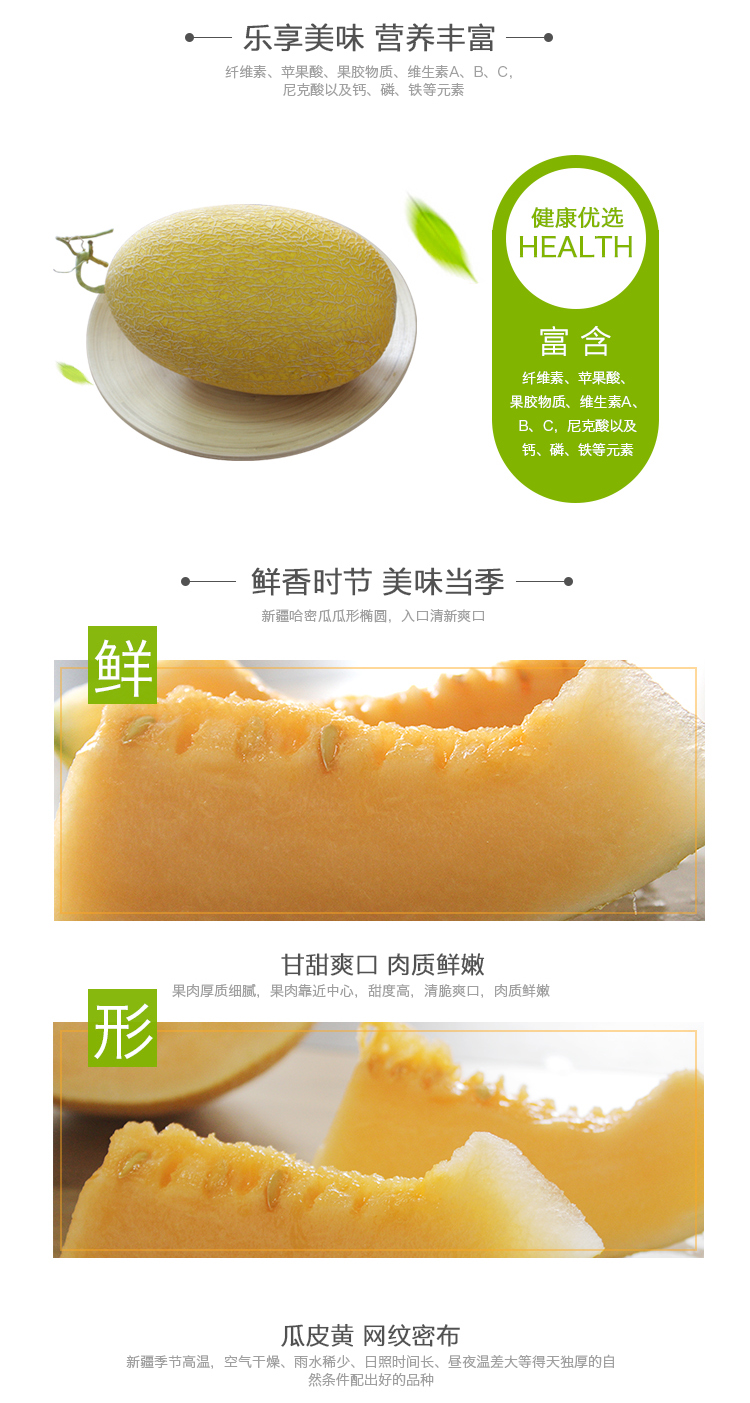 乐享美味 营养丰富
纤维素、苹果酸、果胶物质、维生素A、B、C，
尼克酸以及钙、磷、铁等元素
健康优选
HEALTH
富含
纤维素、苹果酸、
果胶物质、维生素A、
B、C，尼克酸以及
钙、磷、铁等元素
鲜香时节 美味当季
新疆哈密瓜瓜形椭圆，入口清新爽口
鲜
甘甜爽口 肉质鲜嫩
果肉厚质细腻，果肉靠近中心，甜度高，清脆爽口，肉质鲜嫩
形
瓜皮黄 网纹密布
新疆季节高温，空气干燥、雨水稀少、日照时间长、昼夜温差大等得天独厚的自
然条件配出好的品种